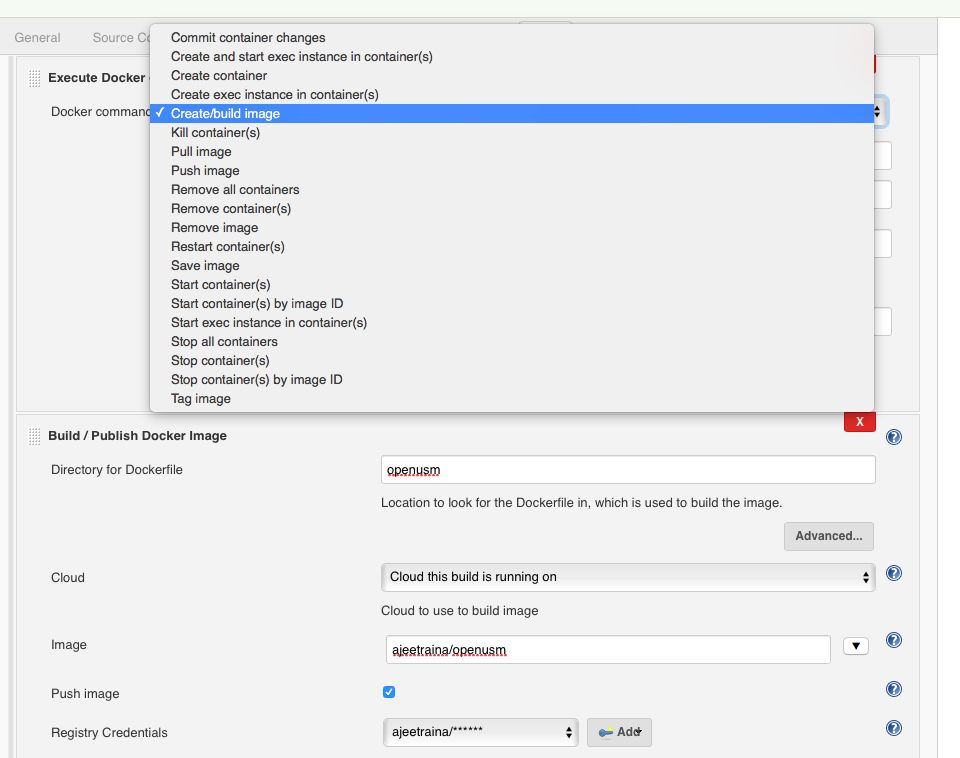 General Source Co
Commit container changes
Create and start exec instance in container(s)
Create container
Execute Docker
Create exec instance in container(s)
Docker command
✓ Create/build image
Kill container(s)
Pull image
Push image
Remove all containers
Remove container(s)
Remove image
Restart container(s)
Save image
Start container(s)
Start container(s) by image ID
Start exec instance in container(s)
Stop all containers
Stop container(s)
Stop container(s) by image ID
Tag image
X
Build / Publish Docker Image
?
Directory for Dockerfile openusm
Location to look for the Dockerfile in, which is used to build the image.
Advanced...
Cloud Cloud this build is running on ?
Cloud to use to build image
Image ajeetraina/openusm ?
Push image ?
Registry Credentials ajeetraina/****** Add ?